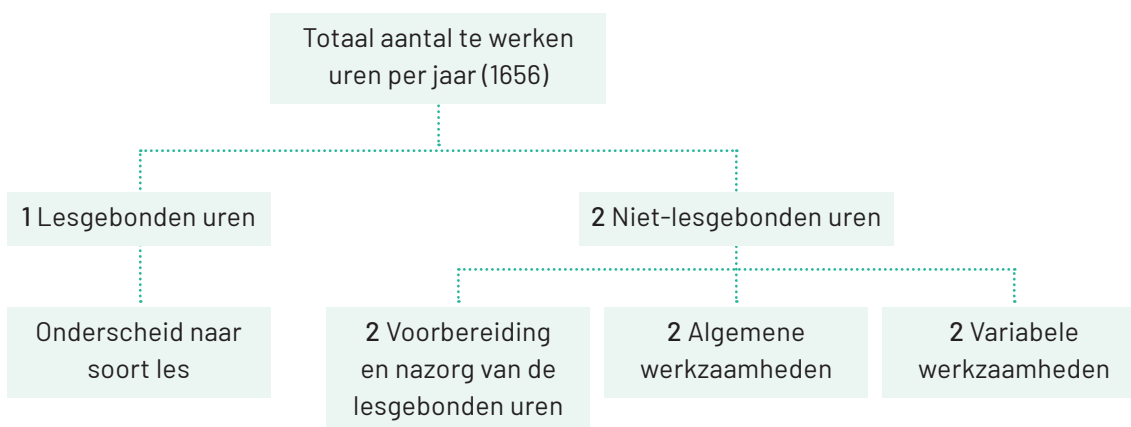 Totaal aantal te werken
uren per jaar (1656)
1 Lesgebonden uren
2 Niet-lesgebonden uren
Onderscheid naar
soort les
2 Voorbereiding
en nazorg van de
lesgebonden uren
2 Algemene
werkzaamheden
2 Variabele
werkzaamheden